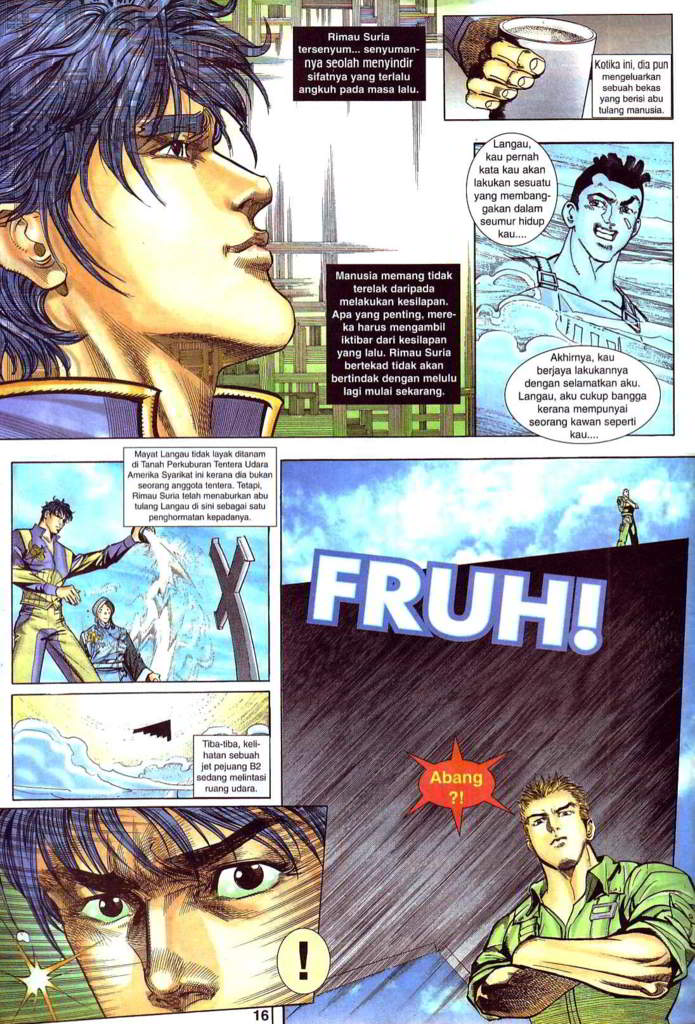 Rimau Suria
tersenyum... senyuman-
nya seolah menyindir
sifatnya yang terlalu
angkuh pada masa lalu.
Kotika ini, dia pun
mengeluarkan
sebuah bekas
yang berisi abu
tulang manusia.
Langau,
kau pernah
kata kau akan
lakukan sesuatu
yang membang-
gakan dalam
seumur hidup
kau....
Manusia memang tidak
terelak daripada
melakukan kesilapan.
Apa yang penting, mere-
ka harus mengambil
iktibar dari kesilapan
yang lalu. Rimau Suria
bertekad tidak akan
bertindak dengan melulu
lagi mulai sekarang.
Akhirnya, kau
berjaya lakukannya
dengan selamatkan aku.
Langau, aku cukup bangga
kerana mempunyai
seorang kawan seperti
kau....
Mayat Langau tidak layak ditanam
di Tanah Perkuburan Tentera Udara
Amerika Syarikat ini kerana dia bukan
seorang anggota tentera. Tetapi,
Rimau Suria telah menaburkan abu
tulang Langau di sini sebagai satu
penghormatan kepadanya.
FRUH!
Tiba-tiba, keli-
hatan sebuah
jet pejuang B2
sedang melintasi
ruang udara.
Abang
?!
!
16